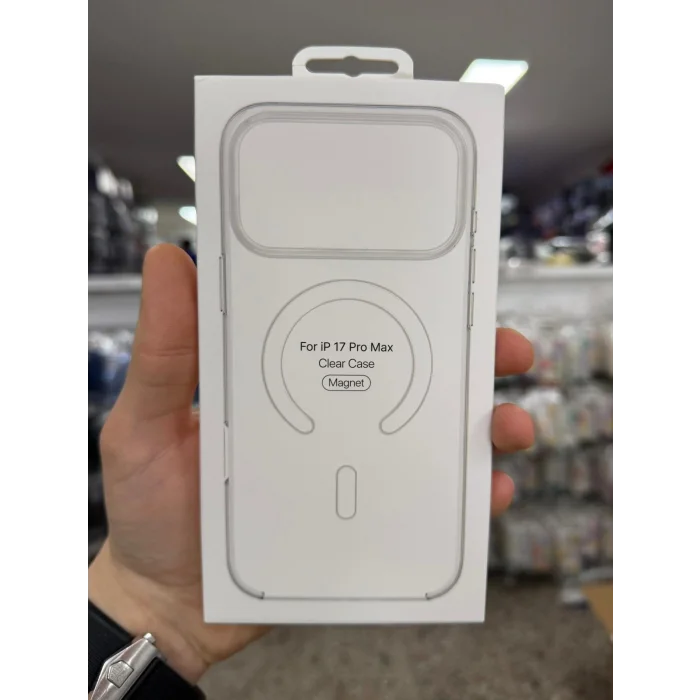 For iP 17 Pro Max
Clear Case
Magnet